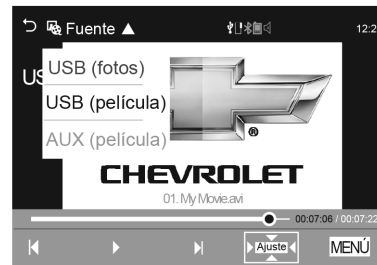 Fuente ▲
12:2
US
USB (fotos)
USB (película)
AUX (película)
®
CHEVROLET
01. My Movie.avi
00:07:06 / 00:07:22
Ajuste
MENÚ